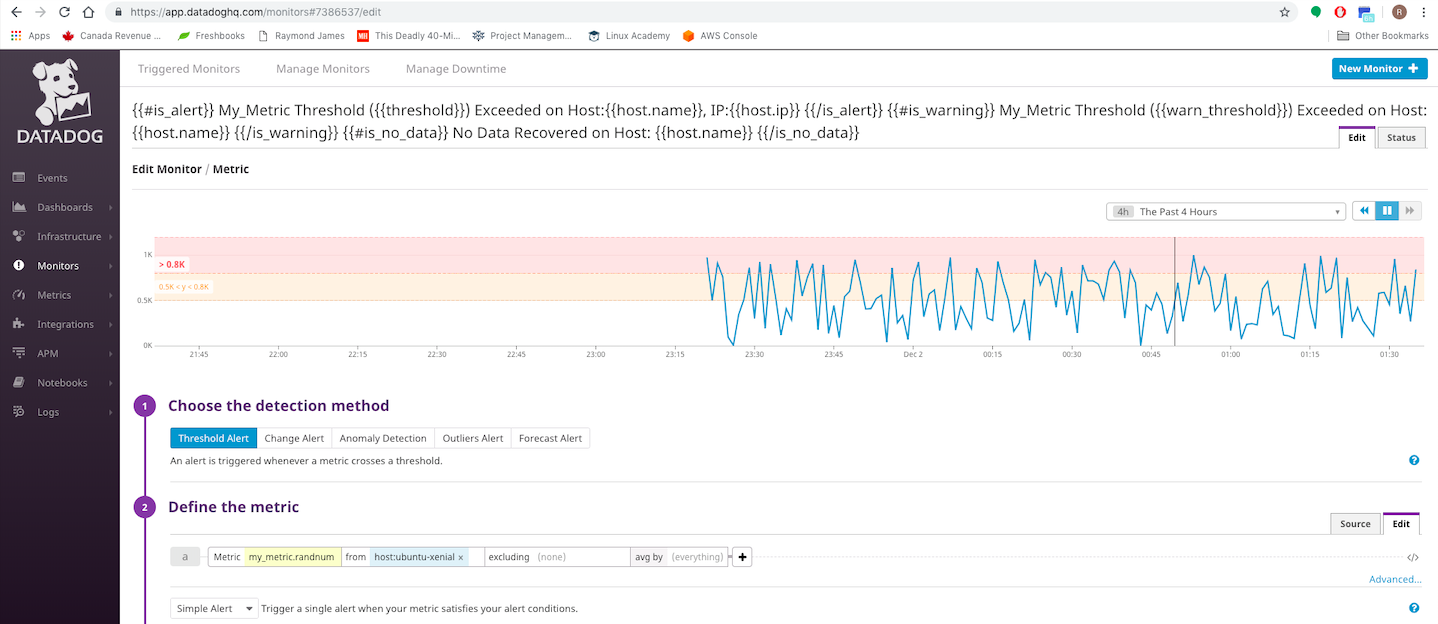 https://app.datadoghq.com/monitors#7386537/edit
R
Apps Canada Revenue ... Freshbooks Raymond James MH This Deadly 40-Mi... Project Managem... Linux Academy AWS Console Other Bookmarks
DATADOG
Triggered Monitors Manage Monitors Manage Downtime New Monitor +
{{#is_alert}} My_Metric Threshold ({{threshold}}) Exceeded on Host:{{host.name}}, IP:{{host.ip}} {{/is_alert}} {{#is_warning}} My_Metric Threshold ({{warn_threshold}}) Exceeded on Host:
{{host.name}} {{/is_warning}} {{#is_no_data}} No Data Recovered on Host: {{host.name}} {{/is_no_data}}
Edit Status
Edit Monitor / Metric
Events
Dashboards
Infrastructure
Monitors
Metrics
Integrations
APM
Notebooks
Logs
4h The Past 4 Hours
1K
> 0.8K
0.5K < y < 0.8K
0.5K
0K
21:45 22:00 22:15 22:30 22:45 23:00 23:15 23:30 23:45 Dec 2 00:15 00:30 00:45 01:00 01:15 01:30
1 Choose the detection method
Threshold Alert Change Alert Anomaly Detection Outliers Alert Forecast Alert
An alert is triggered whenever a metric crosses a threshold. ?
2 Define the metric
Source Edit
a Metric my_metric.randnum from host:ubuntu-xenial × excluding (none) avg by (everything) + </>
Advanced...
Simple Alert Trigger a single alert when your metric satisfies your alert conditions. ?